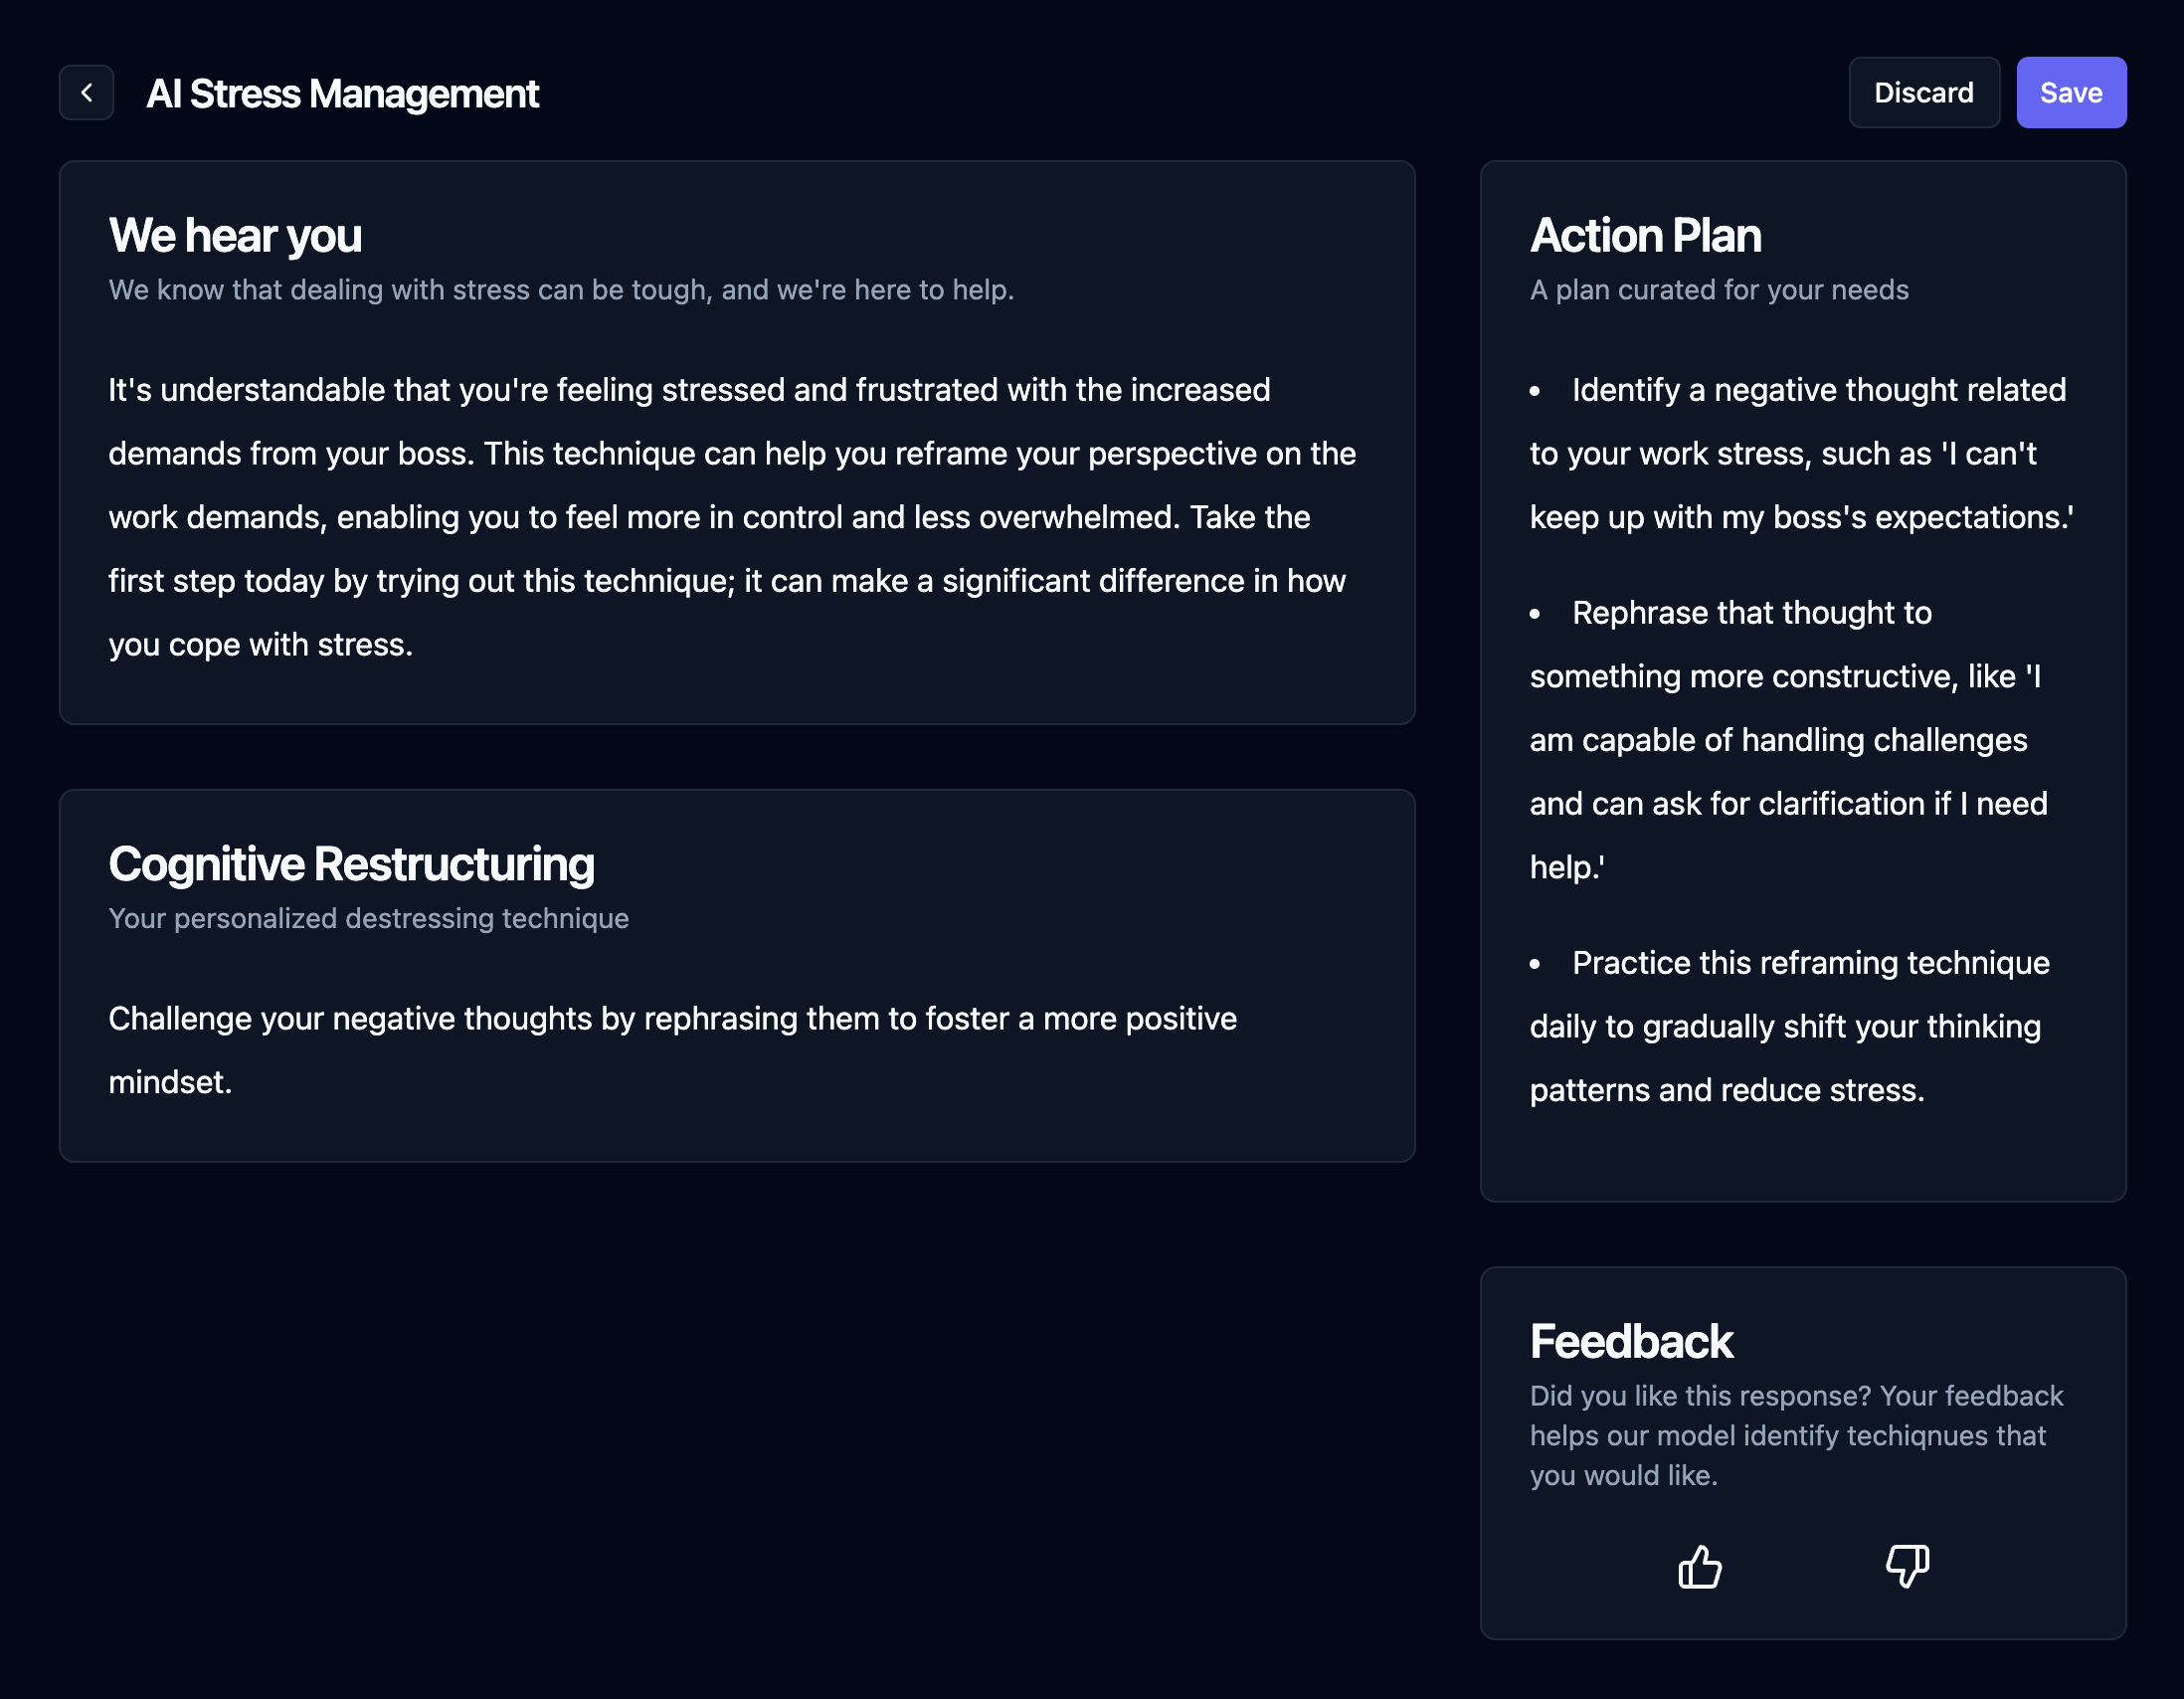 AI Stress Management
Discard
Save
We hear you
We know that dealing with stress can be tough, and we're here to help.
It's understandable that you're feeling stressed and frustrated with the increased
demands from your boss. This technique can help you reframe your perspective on the
work demands, enabling you to feel more in control and less overwhelmed. Take the
first step today by trying out this technique; it can make a significant difference in how
you cope with stress.
Cognitive Restructuring
Your personalized destressing technique
Challenge your negative thoughts by rephrasing them to foster a more positive
mindset.
Action Plan
A plan curated for your needs
• Identify a negative thought related
to your work stress, such as 'I can't
keep up with my boss's expectations.'
• Rephrase that thought to
something more constructive, like 'I
am capable of handling challenges
and can ask for clarification if I need
help.'
• Practice this reframing technique
daily to gradually shift your thinking
patterns and reduce stress.
Feedback
Did you like this response? Your feedback
helps our model identify techiqnues that
you would like.